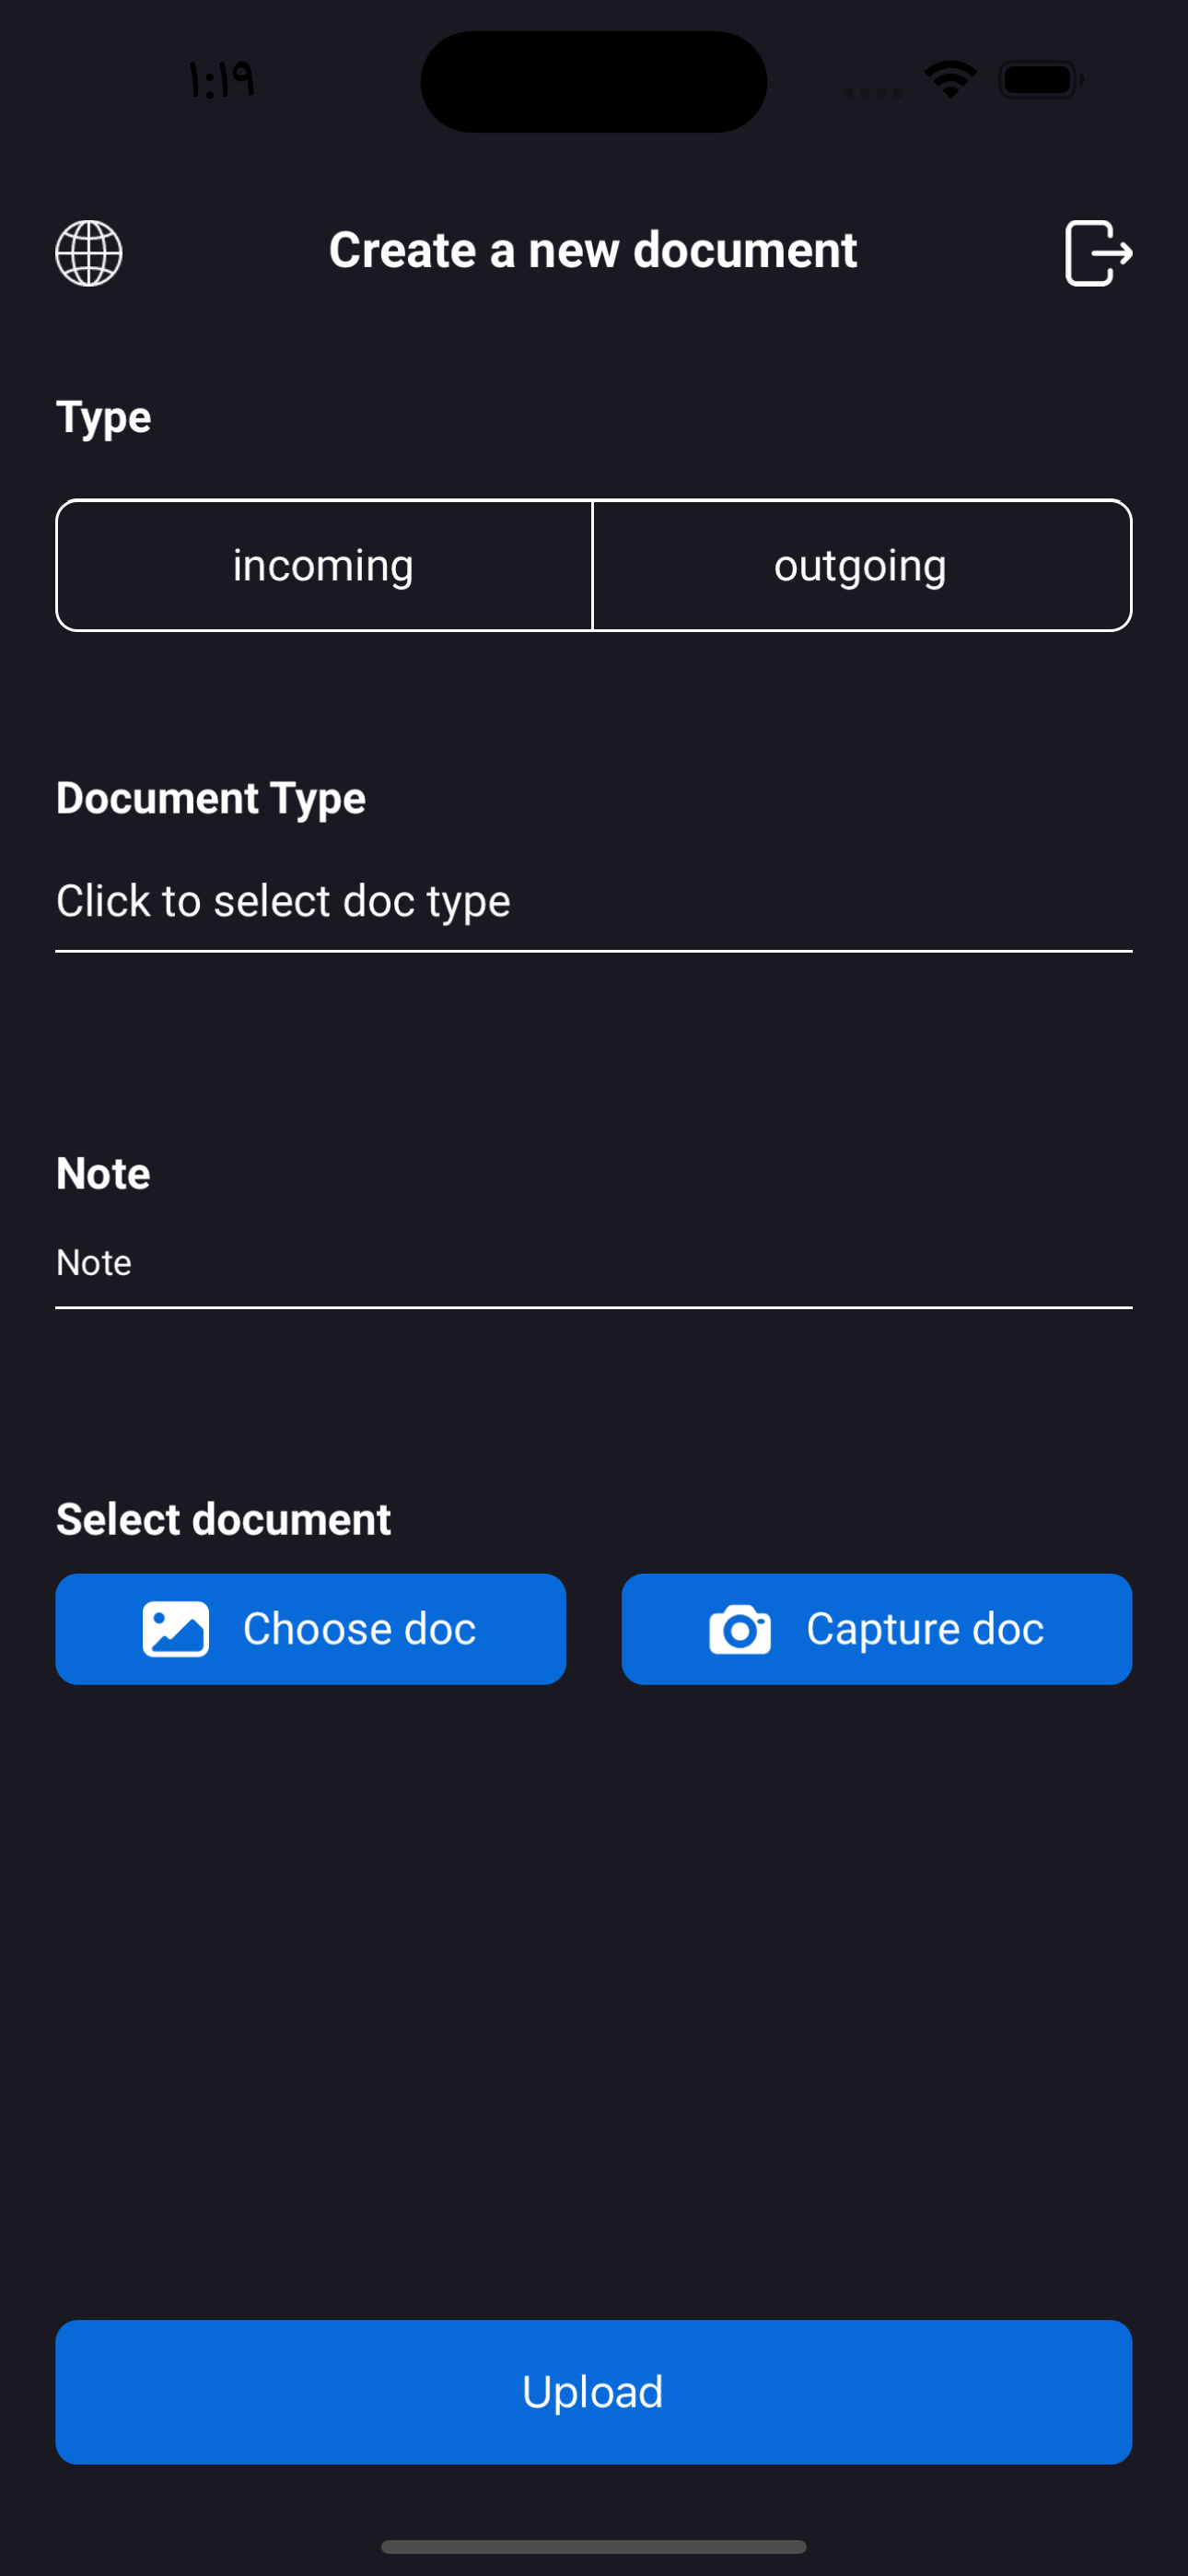 ۱:۱۹
Create a new document
Type
incoming
outgoing
Document Type
Click to select doc type
Note
Note
Select document
Choose doc
Capture doc
Upload